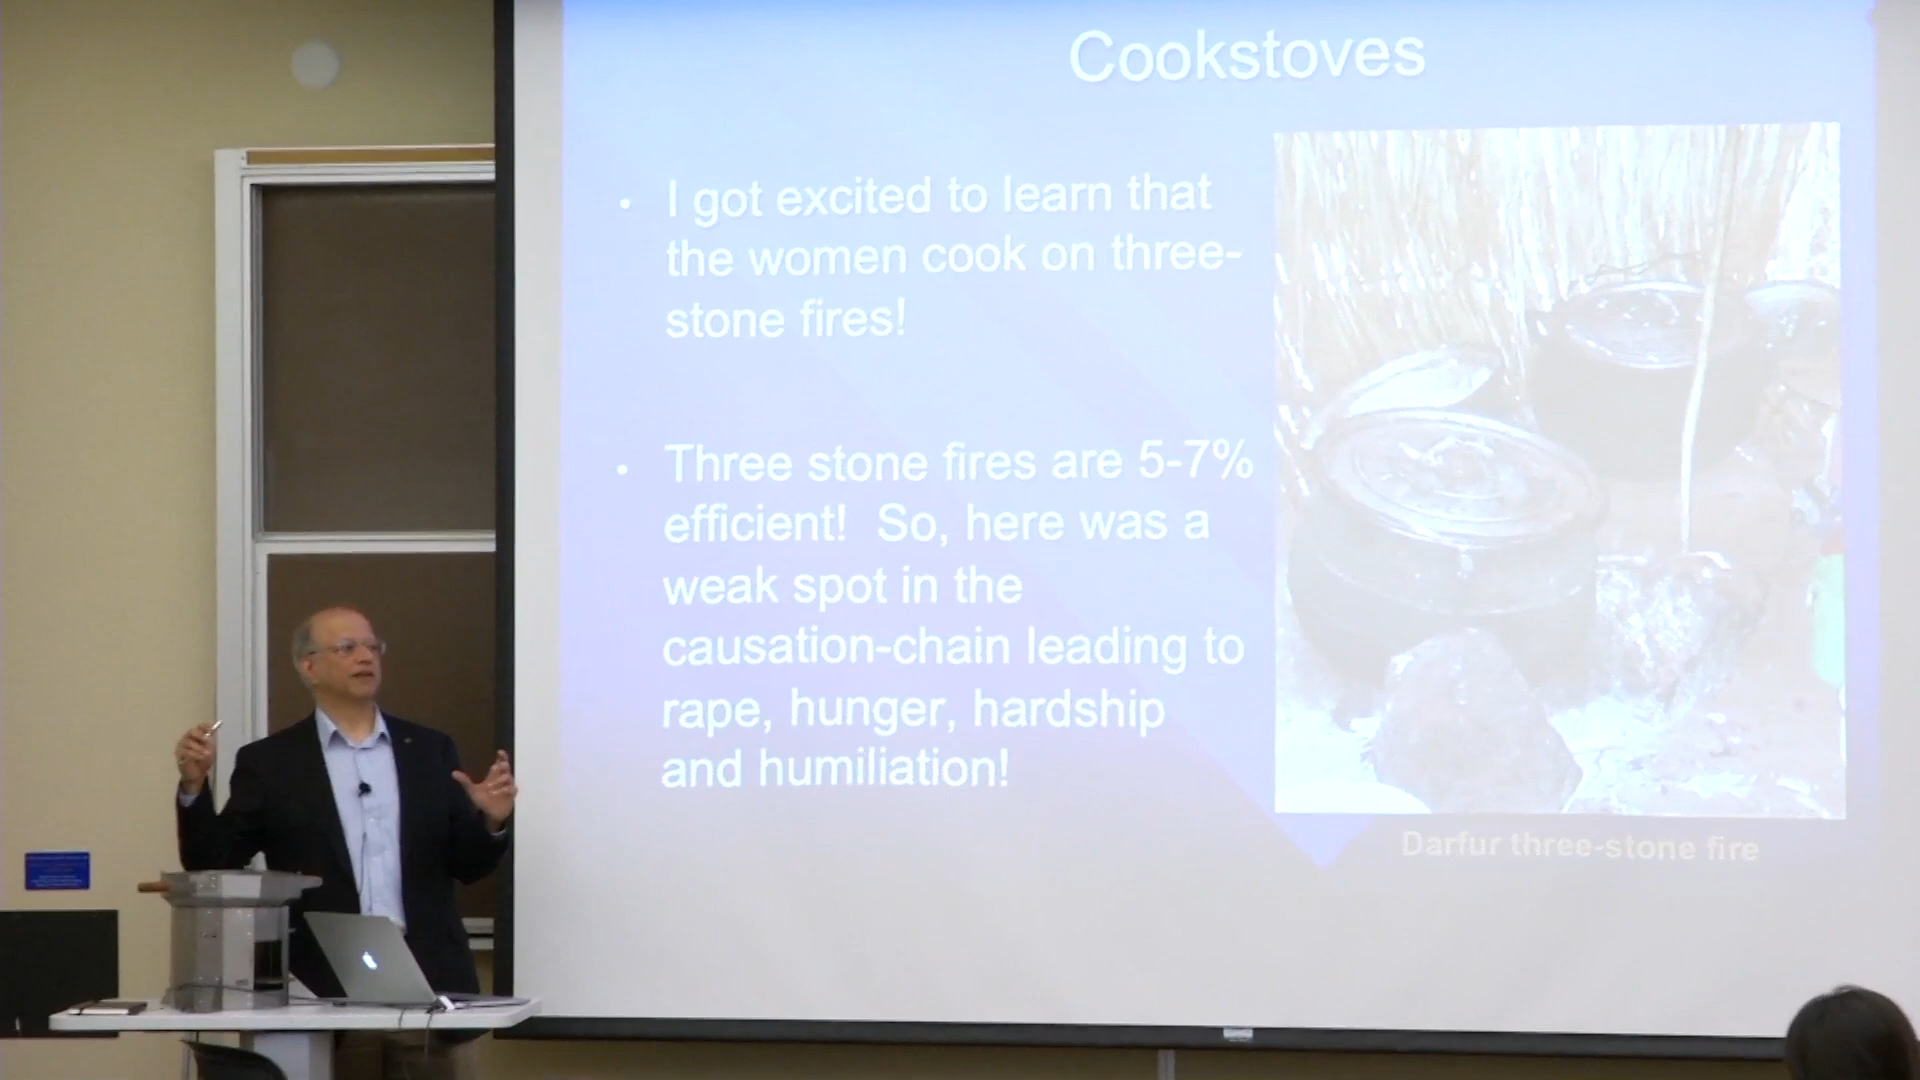 Cookstoves
• I got excited to learn that
the women cook on three-
stone fires!
• Three stone fires are 5-7%
efficient! So, here was a
weak spot in the
causation-chain leading to
rape, hunger, hardship
and humiliation!
Darfur three-stone fire